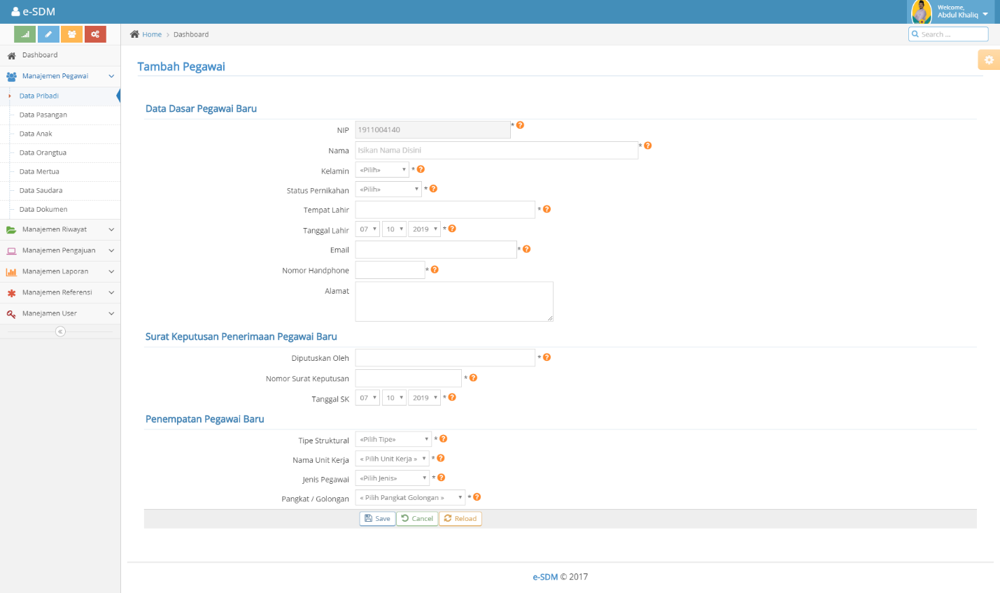 e-SDM
Welcome,
Abdul Khaliq
Home > Dashboard
Search ...
Dashboard
Manajemen Pegawai
Data Pribadi
Data Pasangan
Data Anak
Data Orangtua
Data Mertua
Data Saudara
Data Dokumen
Manajemen Riwayat
Manajemen Pengajuan
Manajemen Laporan
Manajemen Referensi
Manejamen User
Tambah Pegawai
Data Dasar Pegawai Baru
NIP 1911004140 * ?
Nama Isikan Nama Disini * ?
Kelamin «Pilih» * ?
Status Pernikahan «Pilih» * ?
Tempat Lahir * ?
Tanggal Lahir 07 10 2019 * ?
Email * ?
Nomor Handphone * ?
Alamat
Surat Keputusan Penerimaan Pegawai Baru
Diputuskan Oleh * ?
Nomor Surat Keputusan * ?
Tanggal SK 07 10 2019 * ?
Penempatan Pegawai Baru
Tipe Struktural «Pilih Tipe» * ?
Nama Unit Kerja « Pilih Unit Kerja » * ?
Jenis Pegawai «Pilih Jenis» * ?
Pangkat / Golongan « Pilih Pangkat Golongan » * ?
Save Cancel Reload
e-SDM © 2017